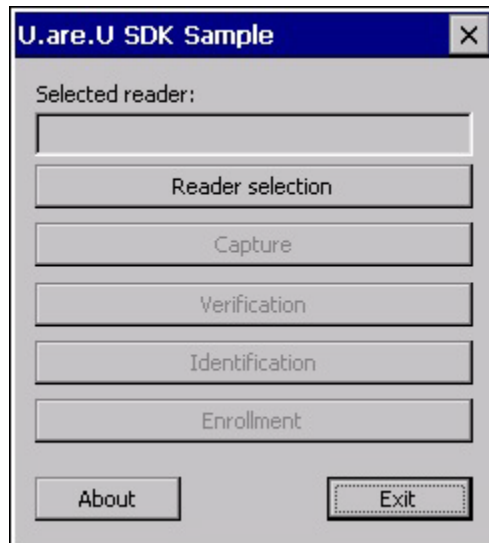 U.are.U SDK Sample
Selected reader:
Reader selection
Capture
Verification
Identification
Enrollment
About Exit